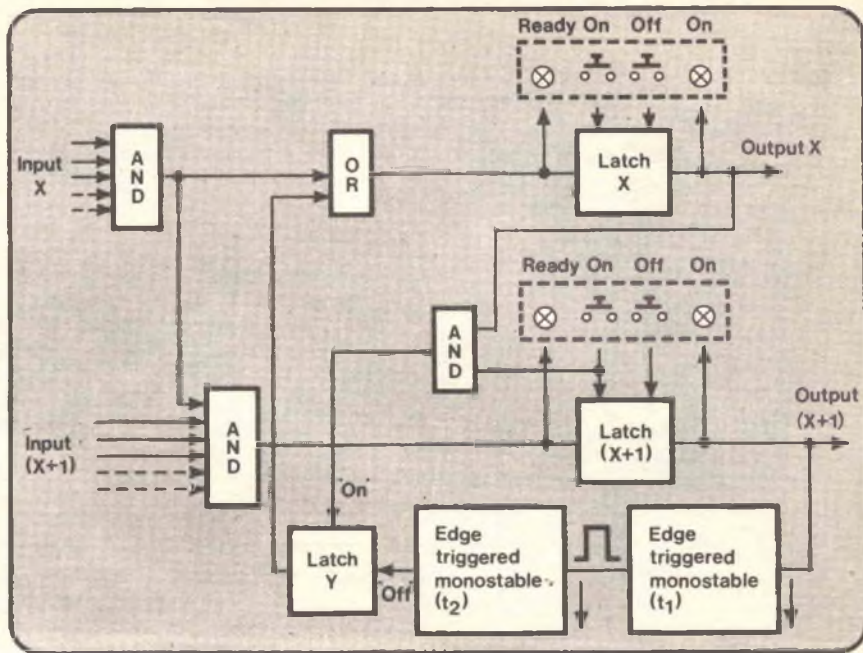 Ready On Off On
Input
X
A
N
D
O
R
Latch
X
Output X
Ready On Off On
A
N
D
Input
(X+1)
A
N
D
Latch
(X+1)
Output
(X+1)
"On"
Latch
Y
"Off"
Edge
triggered
monostable
(t₂)
Edge
triggered
monostable
(t₁)